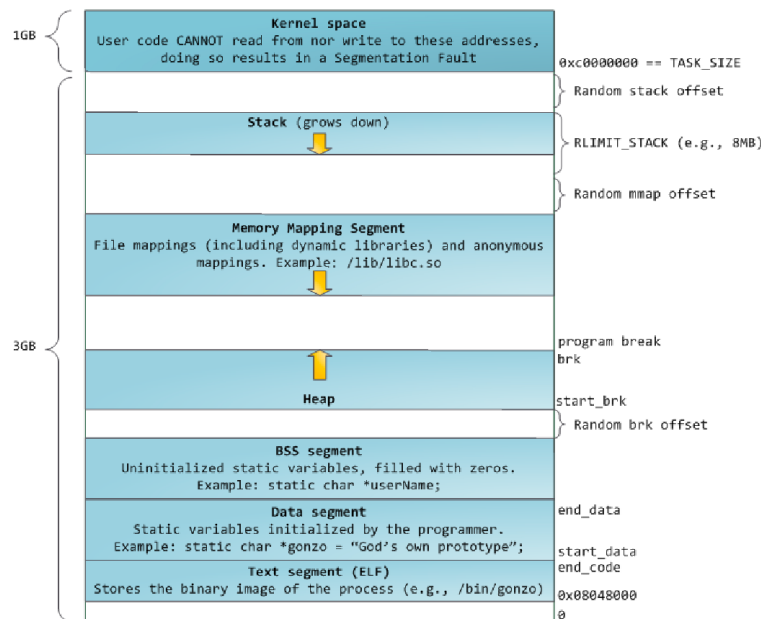 Kernel space
1GB
User code CANNOT read from nor write to these addresses,
doing so results in a Segmentation Fault
0xc0000000 == TASK_SIZE
Random stack offset
Stack (grows down)
RLIMIT_STACK (e.g., 8MB)
Random mmap offset
Memory Mapping Segment
File mappings (including dynamic libraries) and anonymous
mappings. Example: /lib/libc.so
3GB
program break
brk
Heap
start_brk
Random brk offset
BSS segment
Uninitialized static variables, filled with zeros.
Example: static char *userName;
Data segment
end_data
Static variables initialized by the programmer.
Example: static char *gonzo = “God’s own prototype”;
start_data
end_code
Text segment (ELF)
Stores the binary image of the process (e.g., /bin/gonzo)
0x08048000
0